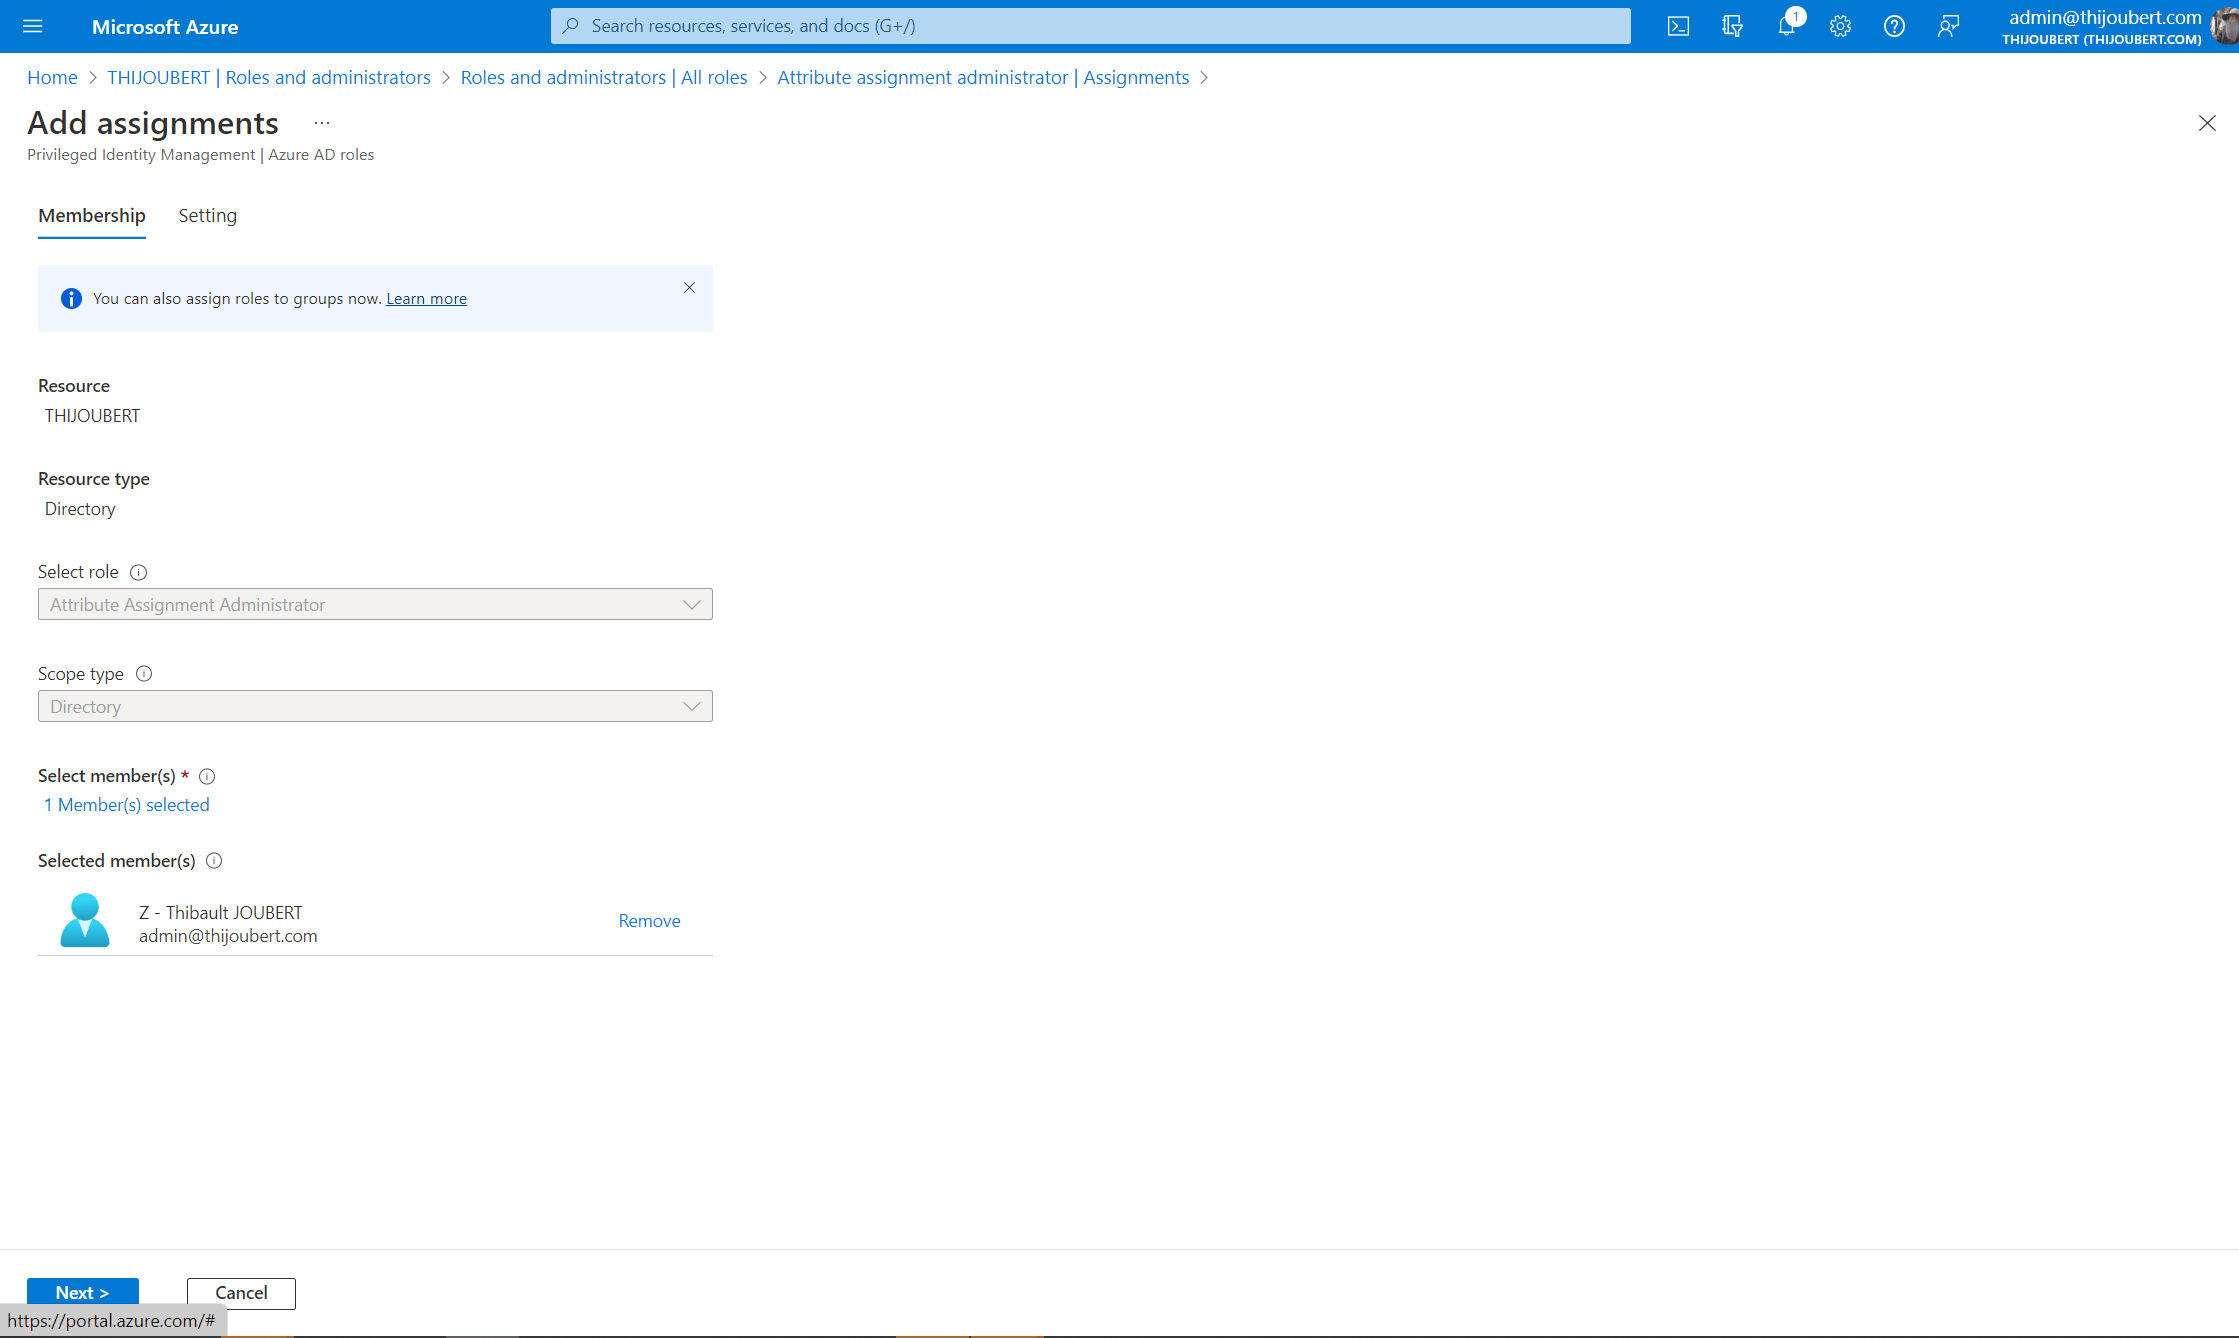 Microsoft Azure
Search resources, services, and docs (G+/)
1
admin@thijoubert.com
THIJOUBERT (THIJOUBERT.COM)
Home > THIJOUBERT | Roles and administrators > Roles and administrators | All roles > Attribute assignment administrator | Assignments >
Add assignments ...
Privileged Identity Management | Azure AD roles
Membership Setting
You can also assign roles to groups now. Learn more
Resource
THIJOUBERT
Resource type
Directory
Select role
Attribute Assignment Administrator
Scope type
Directory
Select member(s) *
1 Member(s) selected
Selected member(s)
Z - Thibault JOUBERT
admin@thijoubert.com
Remove
Next > Cancel
https://portal.azure.com/#